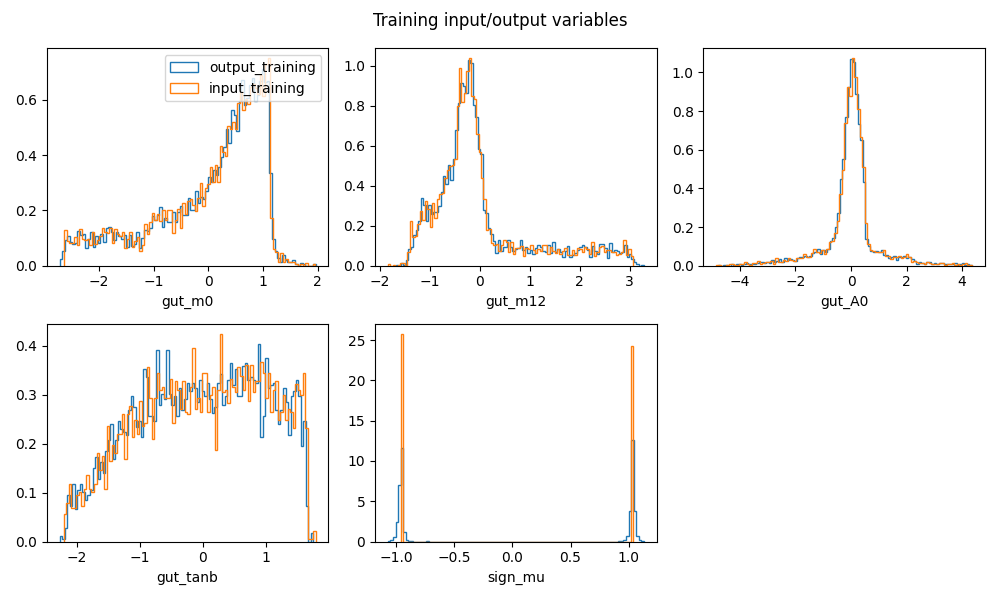 Training input/output variables
output_training
input_training
0.0 0.2 0.4 0.6
−2 −1 0 1 2
gut_m0
0.0 0.2 0.4 0.6 0.8 1.0
−2 −1 0 1 2 3
gut_m12
0.0 0.2 0.4 0.6 0.8 1.0
−4 −2 0 2 4
gut_A0
0.0 0.1 0.2 0.3 0.4
−2 −1 0 1
gut_tanb
0 5 10 15 20 25
−1.0 −0.5 0.0 0.5 1.0
sign_mu